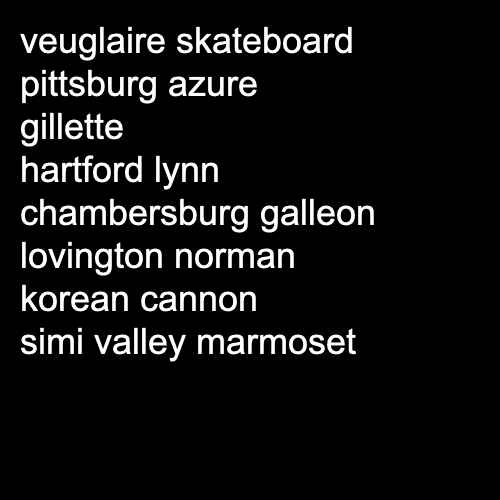 veuglaire skateboard
pittsburg azure
gillette
hartford lynn
chambersburg galleon
lovington norman
korean cannon
simi valley marmoset